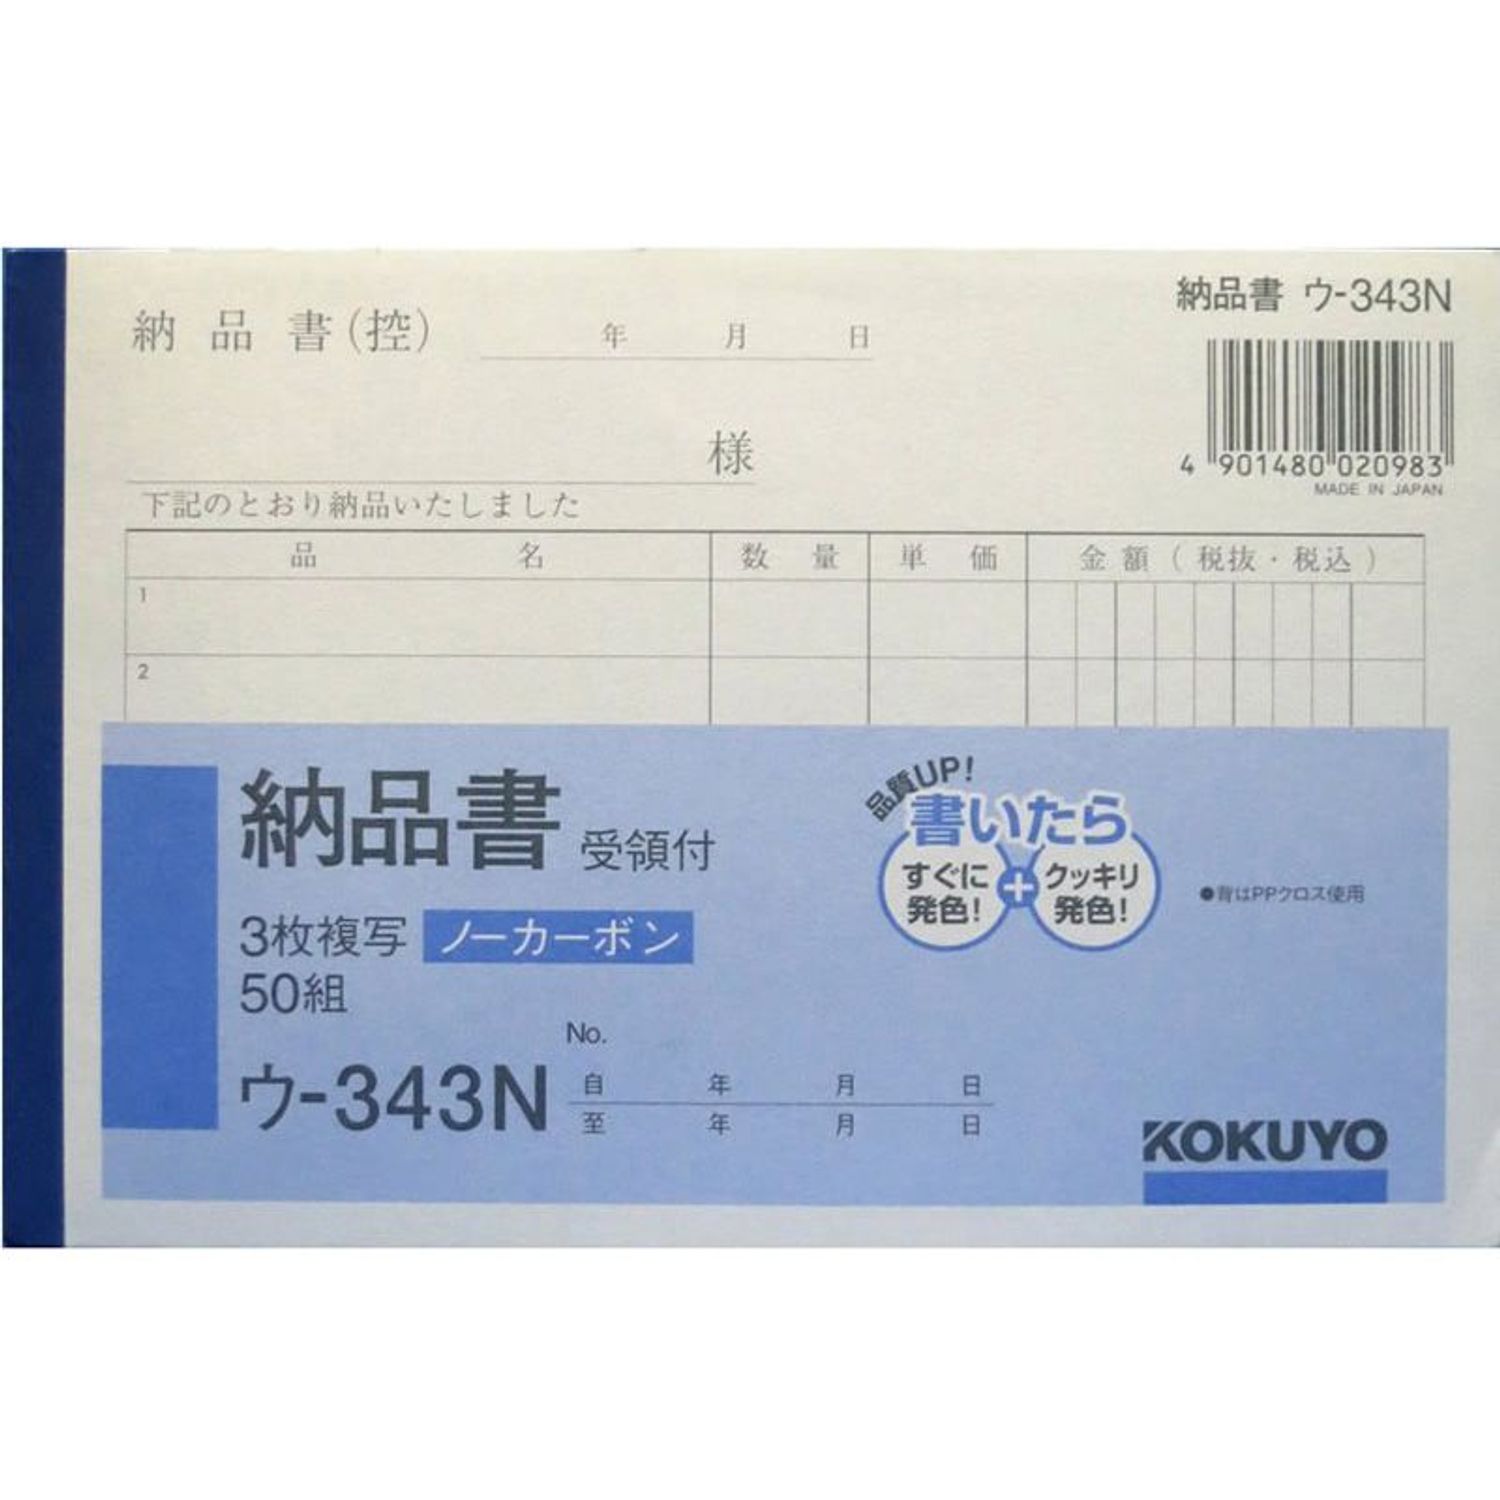 納品書 ウ-343N
納品書(控)
年 月 日
4 901480 020983
MADE IN JAPAN
様
下記のとおり納品いたしました
品名 数量 単価 金額(税抜・税込)
1
2
納品書 受領付
3枚複写 ノーカーボン
50組
ウ-343N
No.
自 年 月 日
至 年 月 日
品質UP!
書いたら
すぐに発色!
+
クッキリ発色!
●背はPPクロス使用
KOKUYO